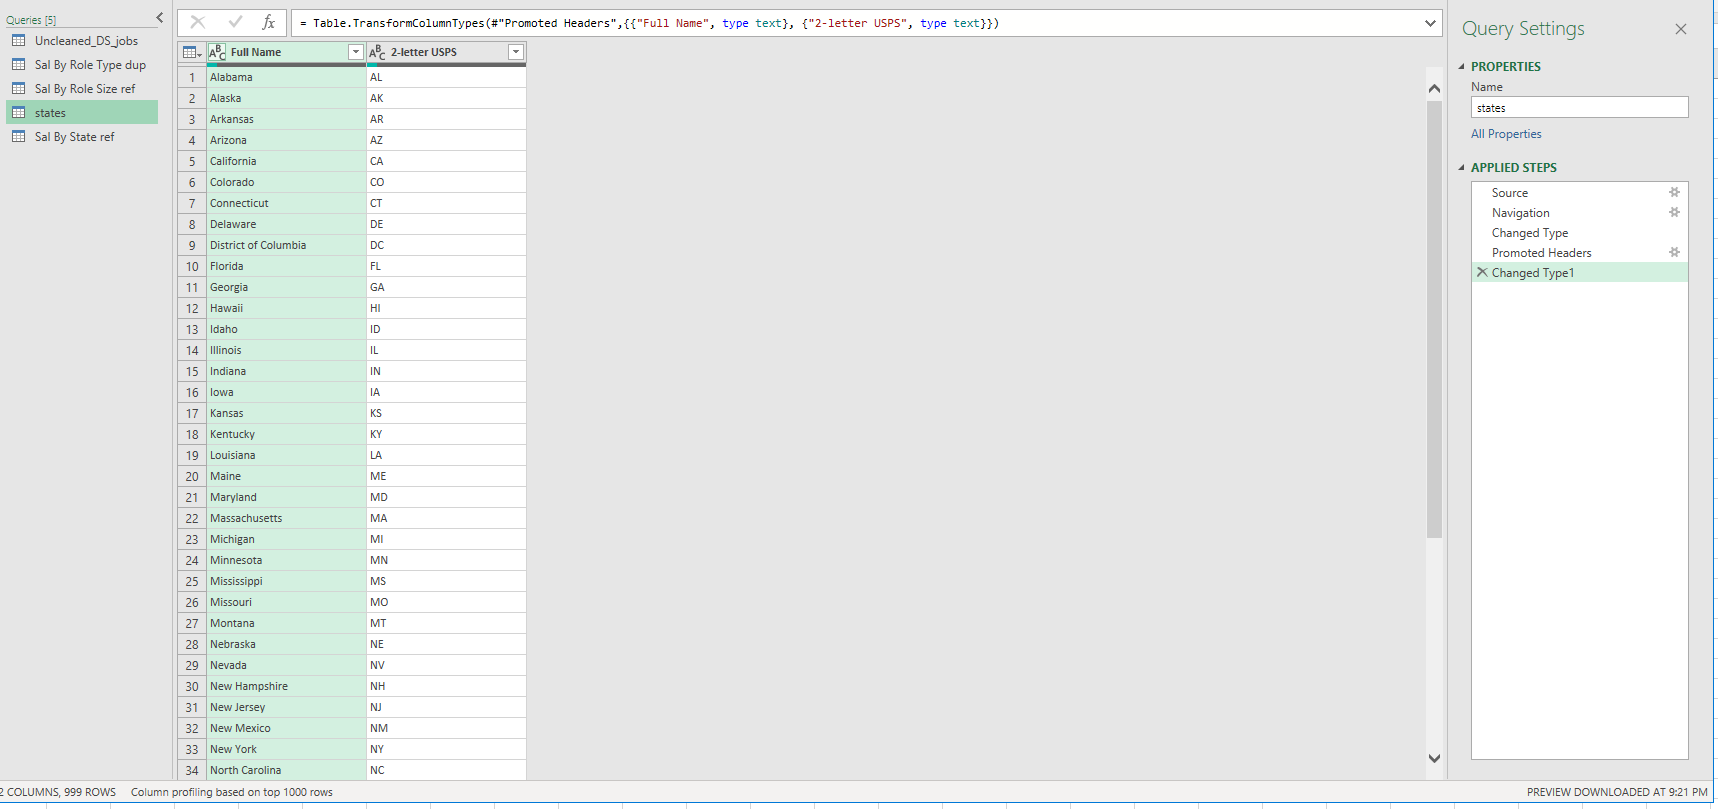 Queries [5]
Uncleaned_DS_jobs
Sal By Role Type dup
Sal By Role Size ref
states
Sal By State ref
fx
= Table.TransformColumnTypes(#"Promoted Headers",{{"Full Name", type text}, {"2-letter USPS", type text}})
ABC Full Name ABC 2-letter USPS
1 Alabama AL
2 Alaska AK
3 Arkansas AR
4 Arizona AZ
5 California CA
6 Colorado CO
7 Connecticut CT
8 Delaware DE
9 District of Columbia DC
10 Florida FL
11 Georgia GA
12 Hawaii HI
13 Idaho ID
14 Illinois IL
15 Indiana IN
16 Iowa IA
17 Kansas KS
18 Kentucky KY
19 Louisiana LA
20 Maine ME
21 Maryland MD
22 Massachusetts MA
23 Michigan MI
24 Minnesota MN
25 Mississippi MS
26 Missouri MO
27 Montana MT
28 Nebraska NE
29 Nevada NV
30 New Hampshire NH
31 New Jersey NJ
32 New Mexico NM
33 New York NY
34 North Carolina NC
Query Settings
PROPERTIES
Name
states
All Properties
APPLIED STEPS
Source
Navigation
Changed Type
Promoted Headers
Changed Type1
2 COLUMNS, 999 ROWS Column profiling based on top 1000 rows
PREVIEW DOWNLOADED AT 9:21 PM